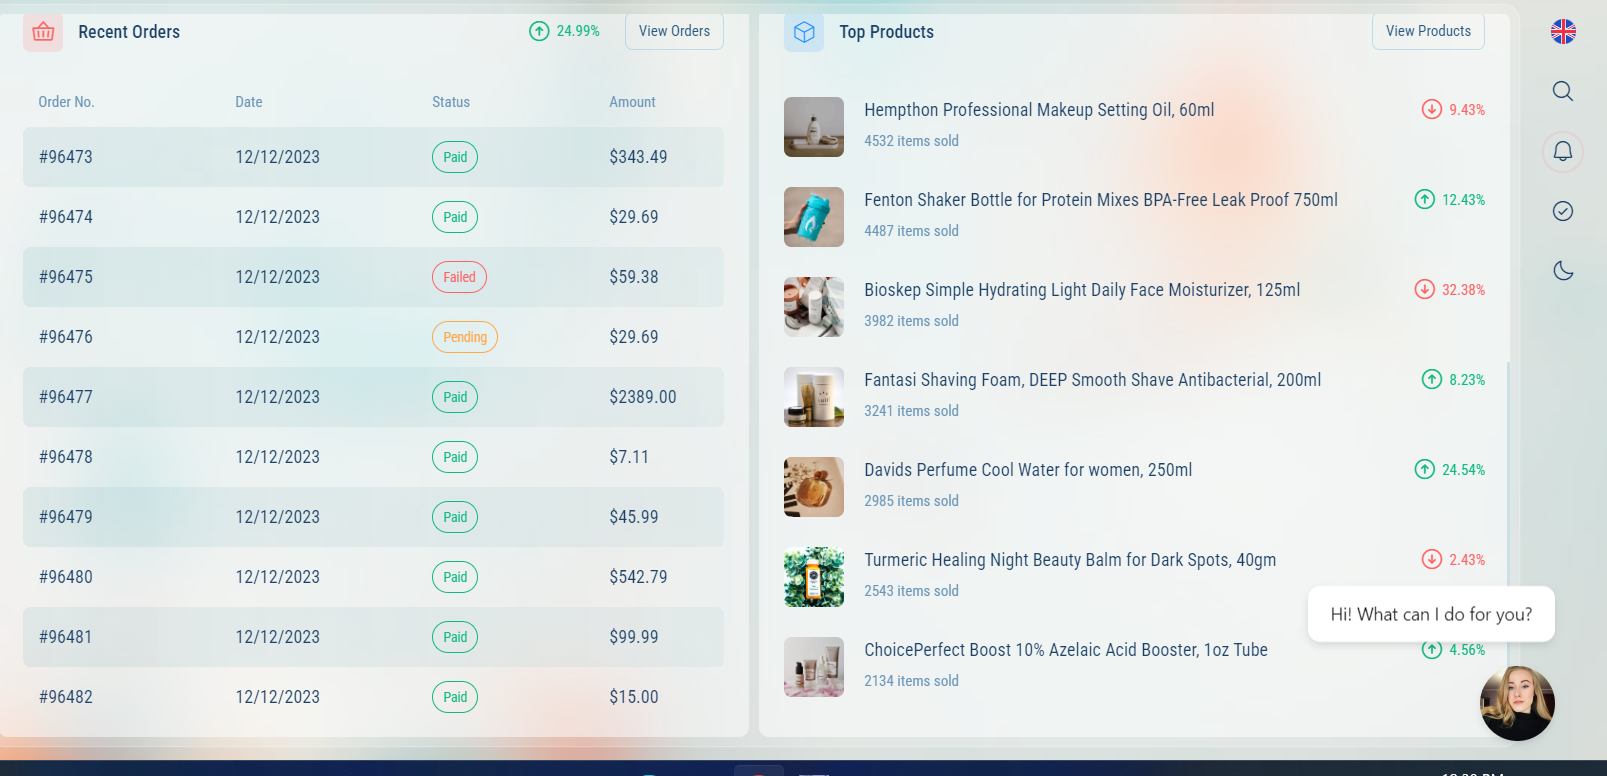 Recent Orders
24.99%
View Orders
Order No. Date Status Amount
#96473 12/12/2023 Paid $343.49
#96474 12/12/2023 Paid $29.69
#96475 12/12/2023 Failed $59.38
#96476 12/12/2023 Pending $29.69
#96477 12/12/2023 Paid $2389.00
#96478 12/12/2023 Paid $7.11
#96479 12/12/2023 Paid $45.99
#96480 12/12/2023 Paid $542.79
#96481 12/12/2023 Paid $99.99
#96482 12/12/2023 Paid $15.00
Top Products
View Products
Hempthon Professional Makeup Setting Oil, 60ml 9.43%
4532 items sold
Fenton Shaker Bottle for Protein Mixes BPA-Free Leak Proof 750ml 12.43%
4487 items sold
Bioskep Simple Hydrating Light Daily Face Moisturizer, 125ml 32.38%
3982 items sold
Fantasi Shaving Foam, DEEP Smooth Shave Antibacterial, 200ml 8.23%
3241 items sold
Davids Perfume Cool Water for women, 250ml 24.54%
2985 items sold
Turmeric Healing Night Beauty Balm for Dark Spots, 40gm 2.43%
2543 items sold
ChoicePerfect Boost 10% Azelaic Acid Booster, 1oz Tube 4.56%
2134 items sold
Hi! What can I do for you?